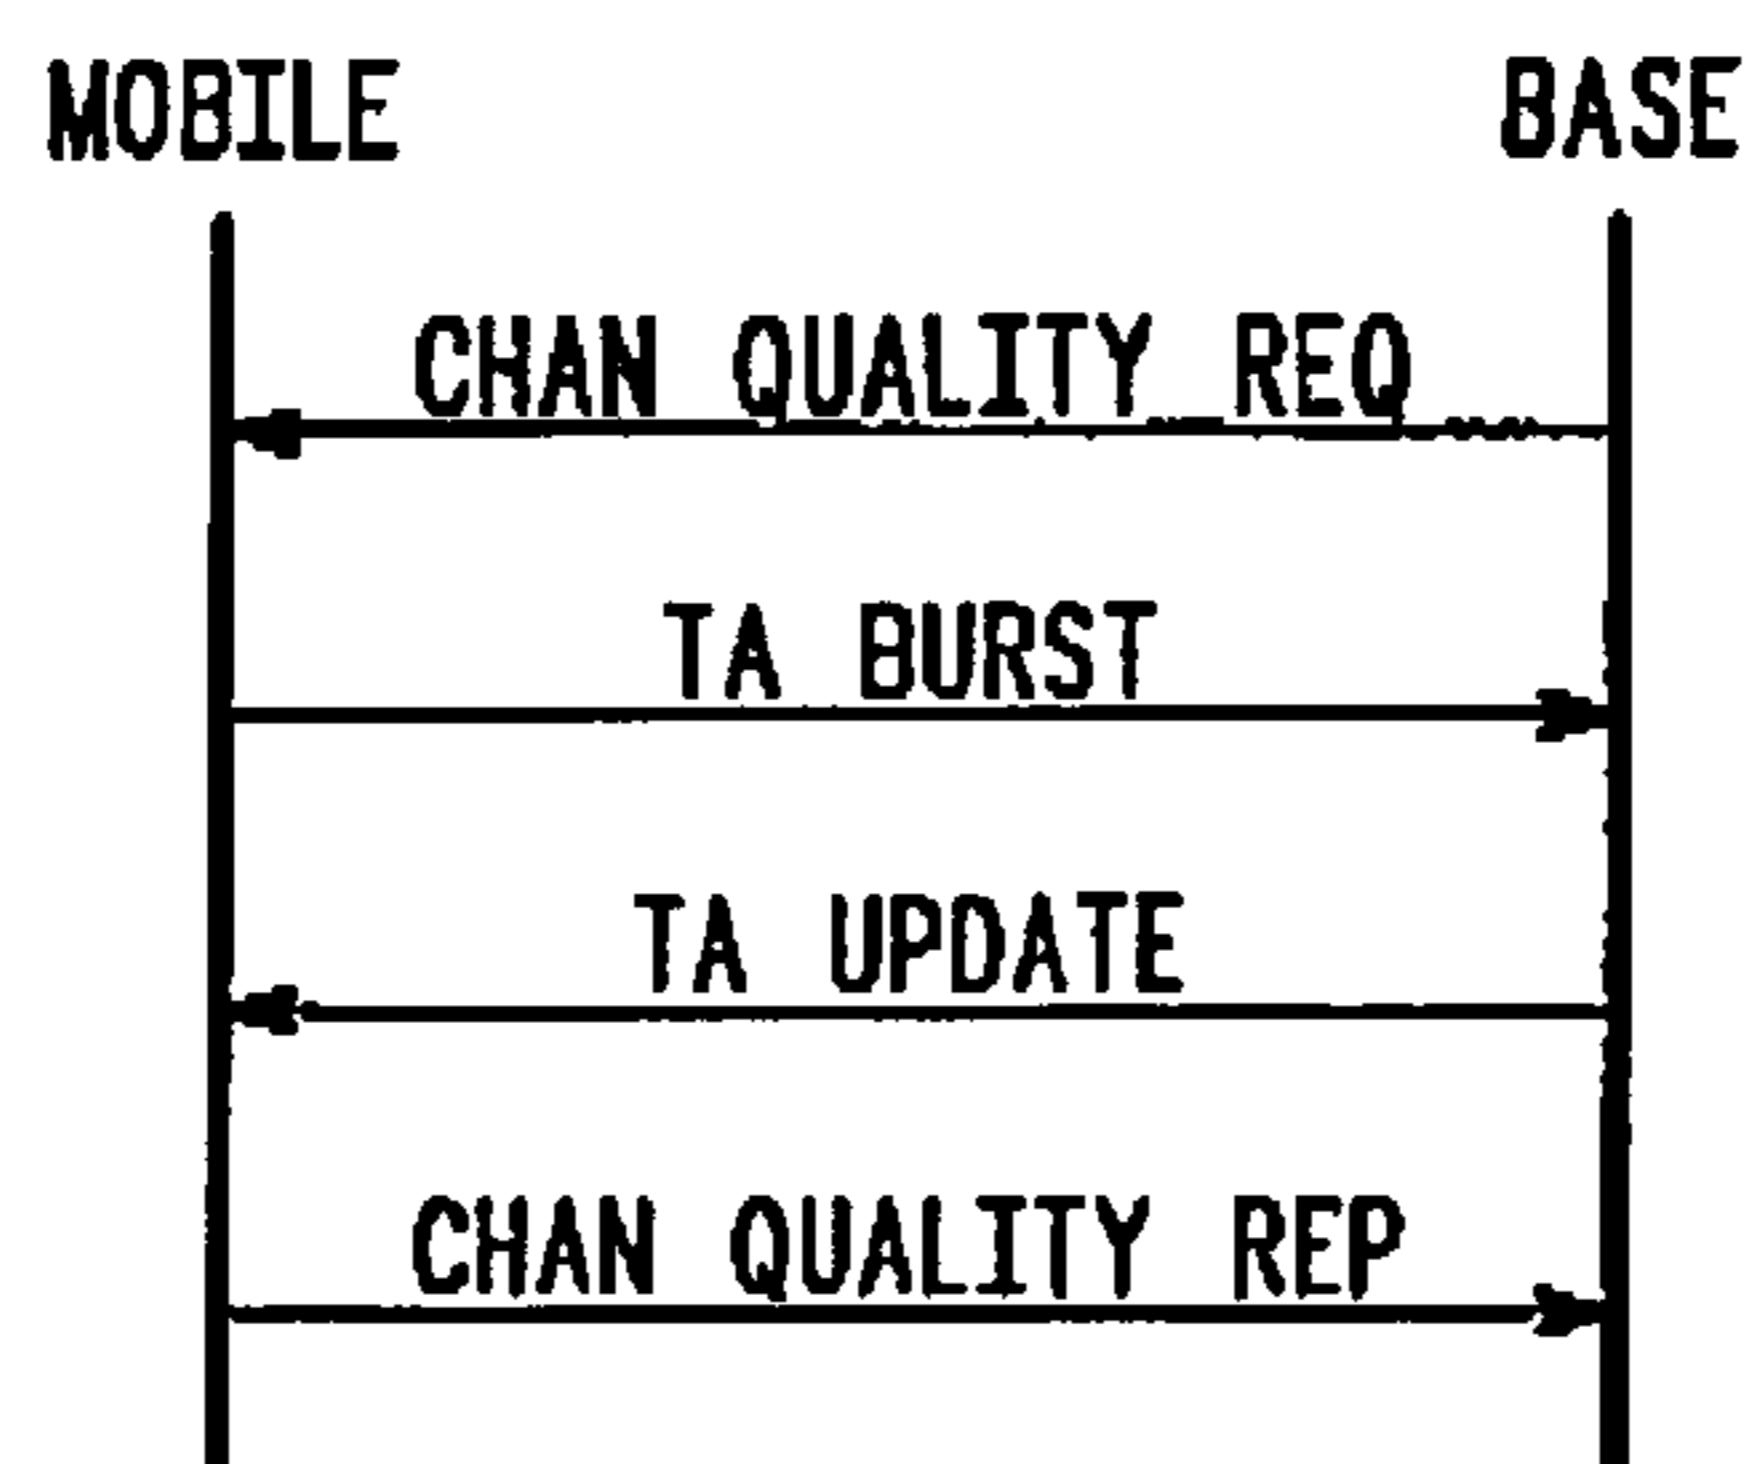 MOBILE BASE
CHAN QUALITY REQ
TA BURST
TA UPDATE
CHAN QUALITY REP